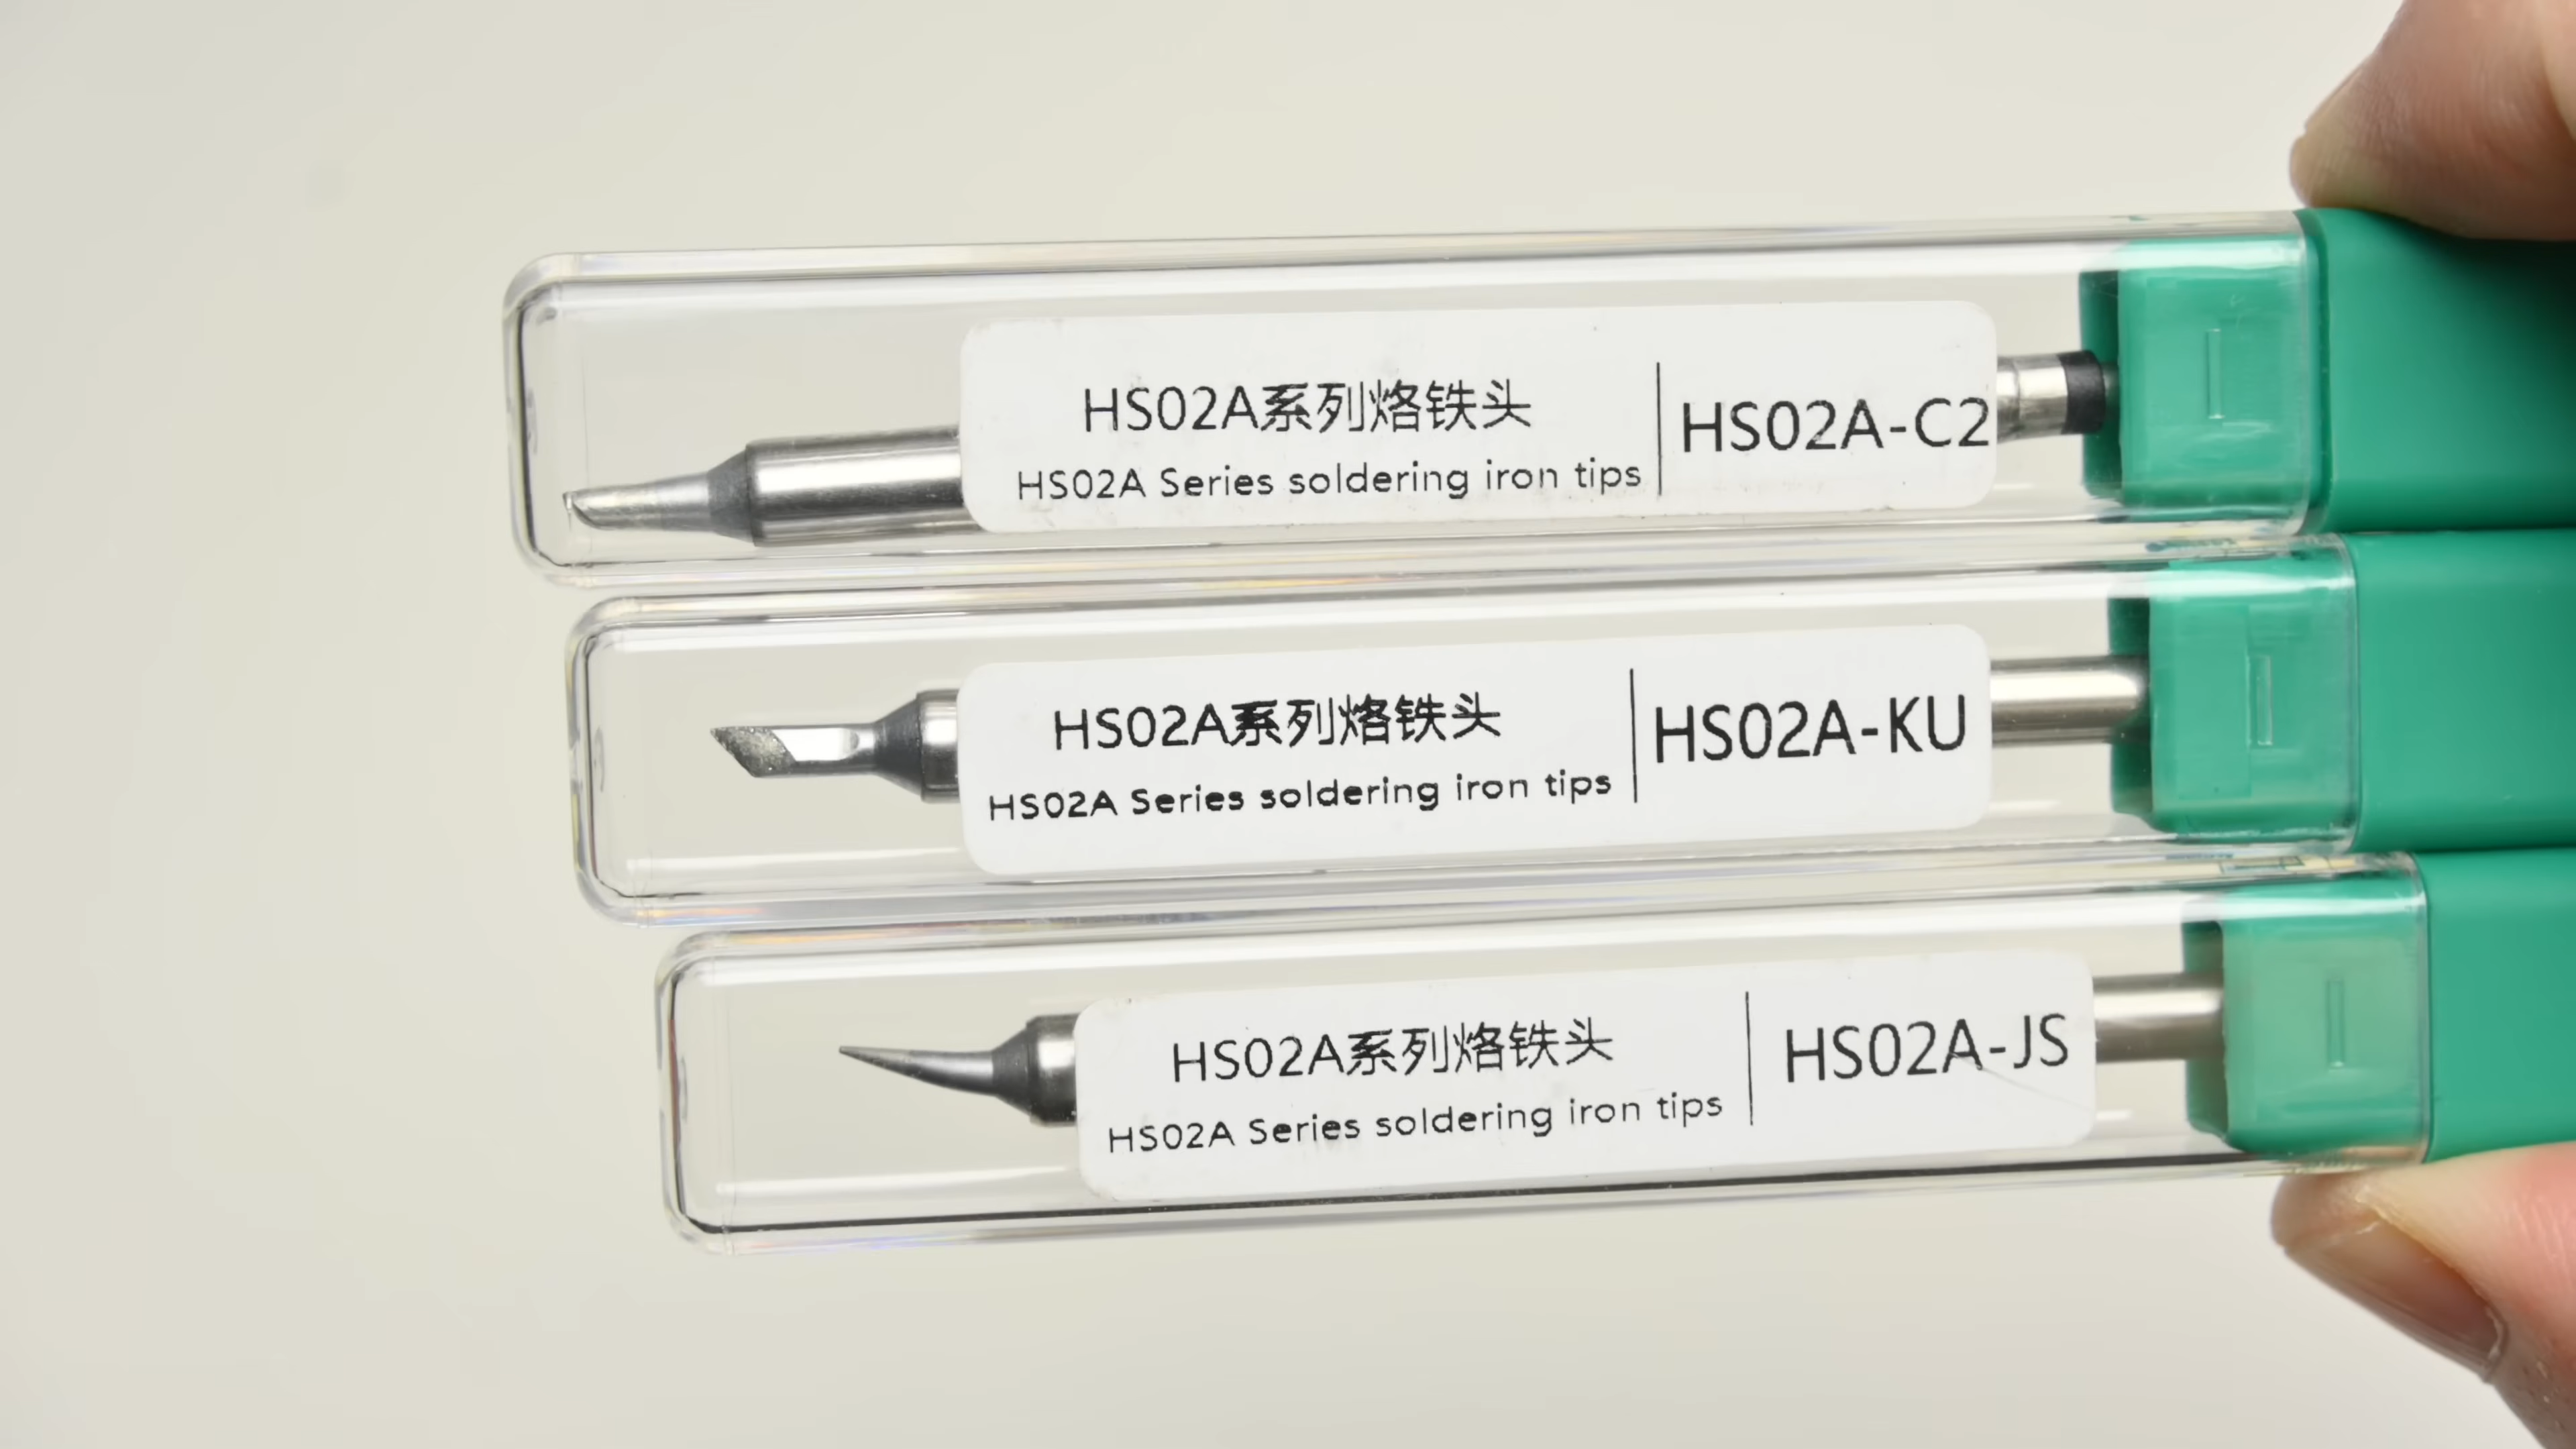 HS02A系列烙铁头
HS02A Series soldering iron tips
HS02A-C2
HS02A系列烙铁头
HS02A Series soldering iron tips
HS02A-KU
HS02A系列烙铁头
HS02A Series soldering iron tips
HS02A-JS